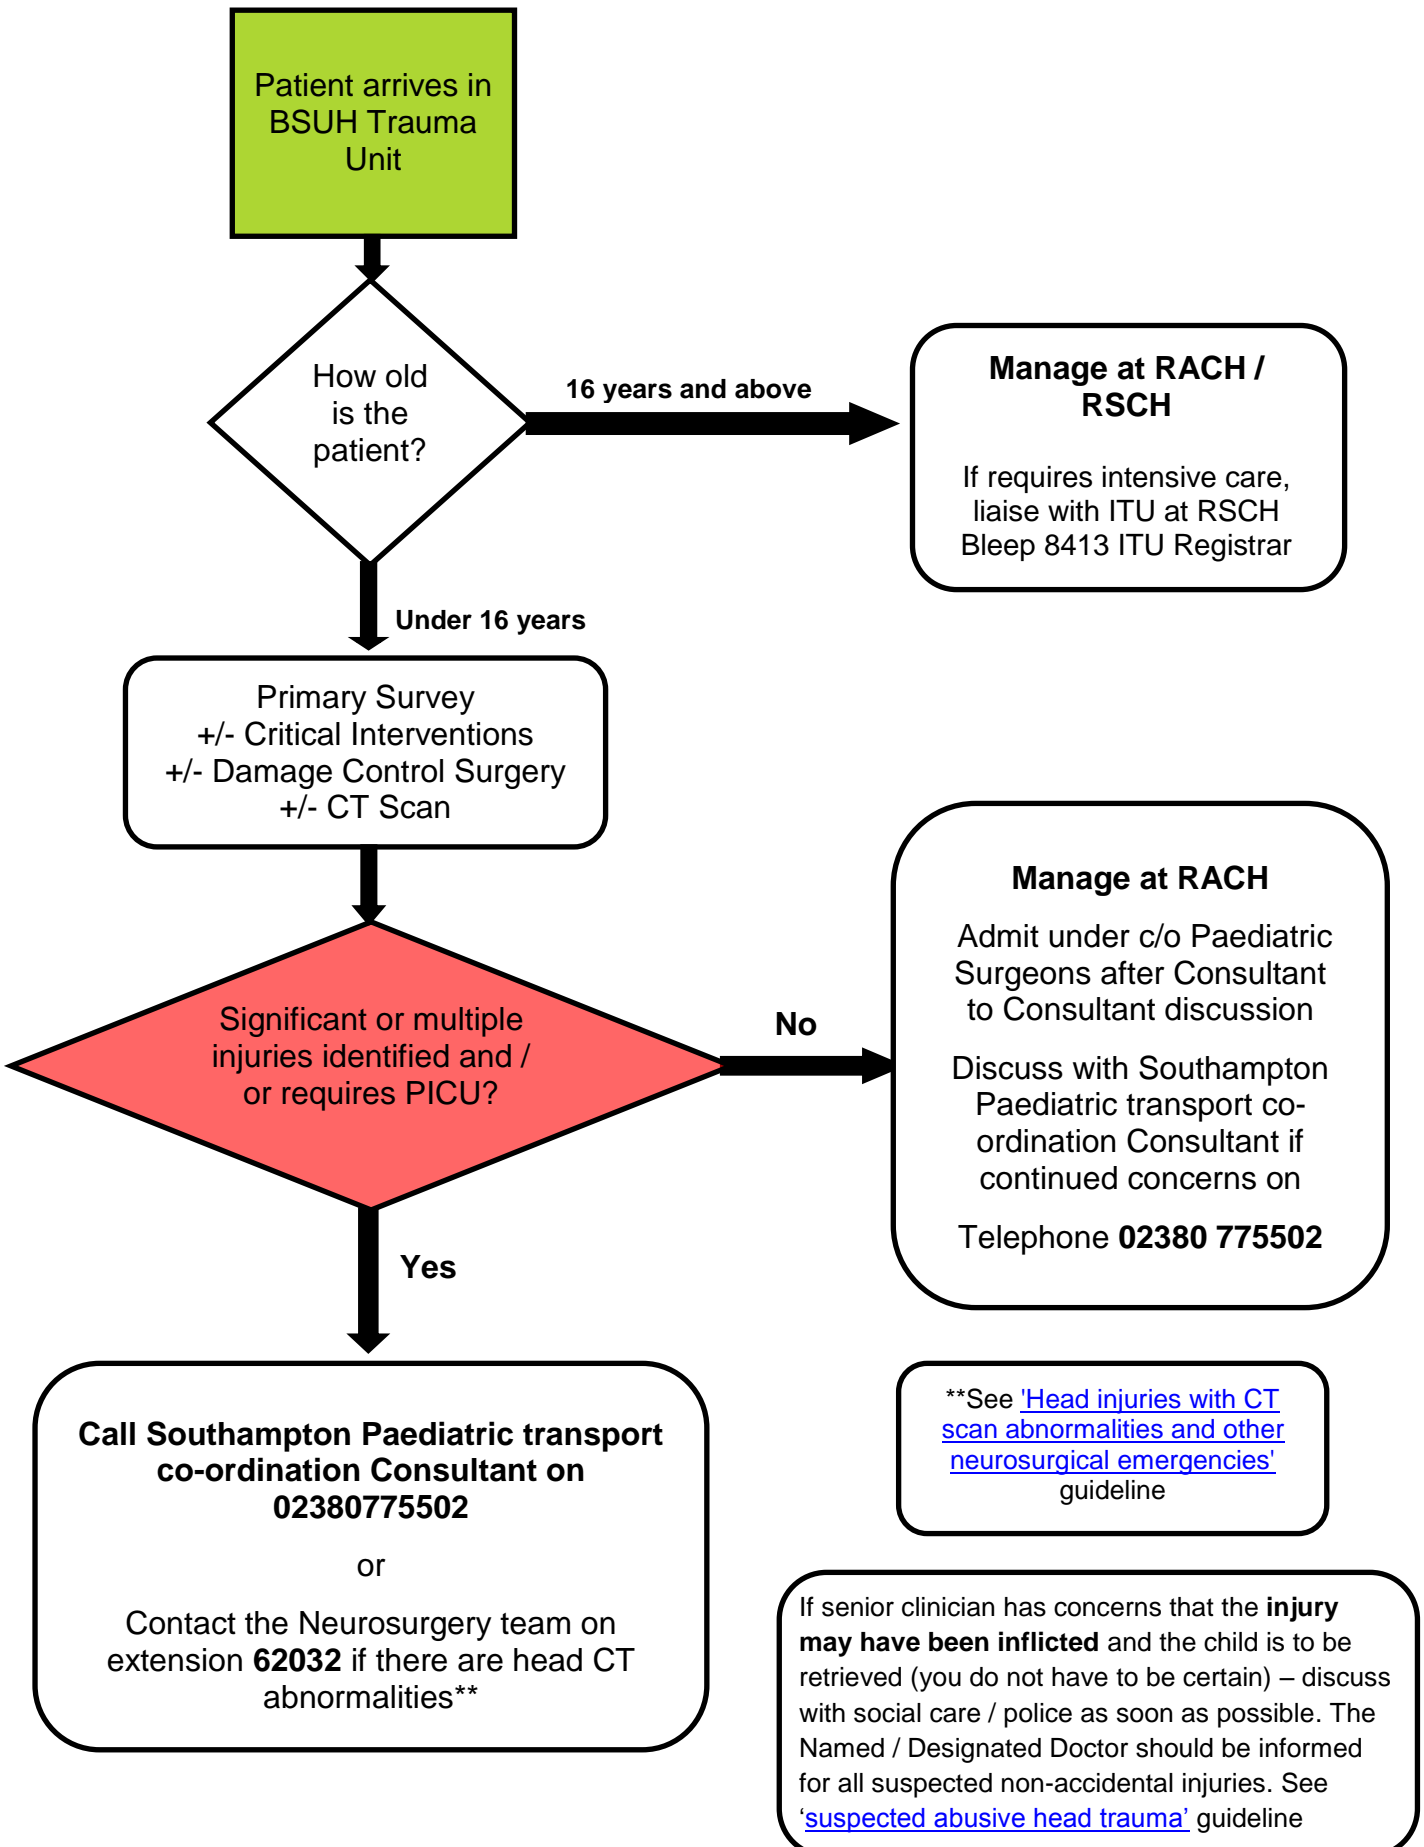 Patient arrives in
BSUH Trauma
Unit
How old
is the
patient?
16 years and above
Manage at RACH /
RSCH
If requires intensive care,
liaise with ITU at RSCH
Bleep 8413 ITU Registrar
Under 16 years
Primary Survey
+/- Critical Interventions
+/- Damage Control Surgery
+/- CT Scan
Significant or multiple
injuries identified and /
or requires PICU?
No
Manage at RACH
Admit under c/o Paediatric
Surgeons after Consultant
to Consultant discussion
Discuss with Southampton
Paediatric transport co-
ordination Consultant if
continued concerns on
Telephone 02380 775502
Yes
Call Southampton Paediatric transport
co-ordination Consultant on
02380775502
or
Contact the Neurosurgery team on
extension 62032 if there are head CT
abnormalities**
**See 'Head injuries with CT
scan abnormalities and other
neurosurgical emergencies'
guideline
If senior clinician has concerns that the injury
may have been inflicted and the child is to be
retrieved (you do not have to be certain) – discuss
with social care / police as soon as possible. The
Named / Designated Doctor should be informed
for all suspected non-accidental injuries. See
‘suspected abusive head trauma’ guideline